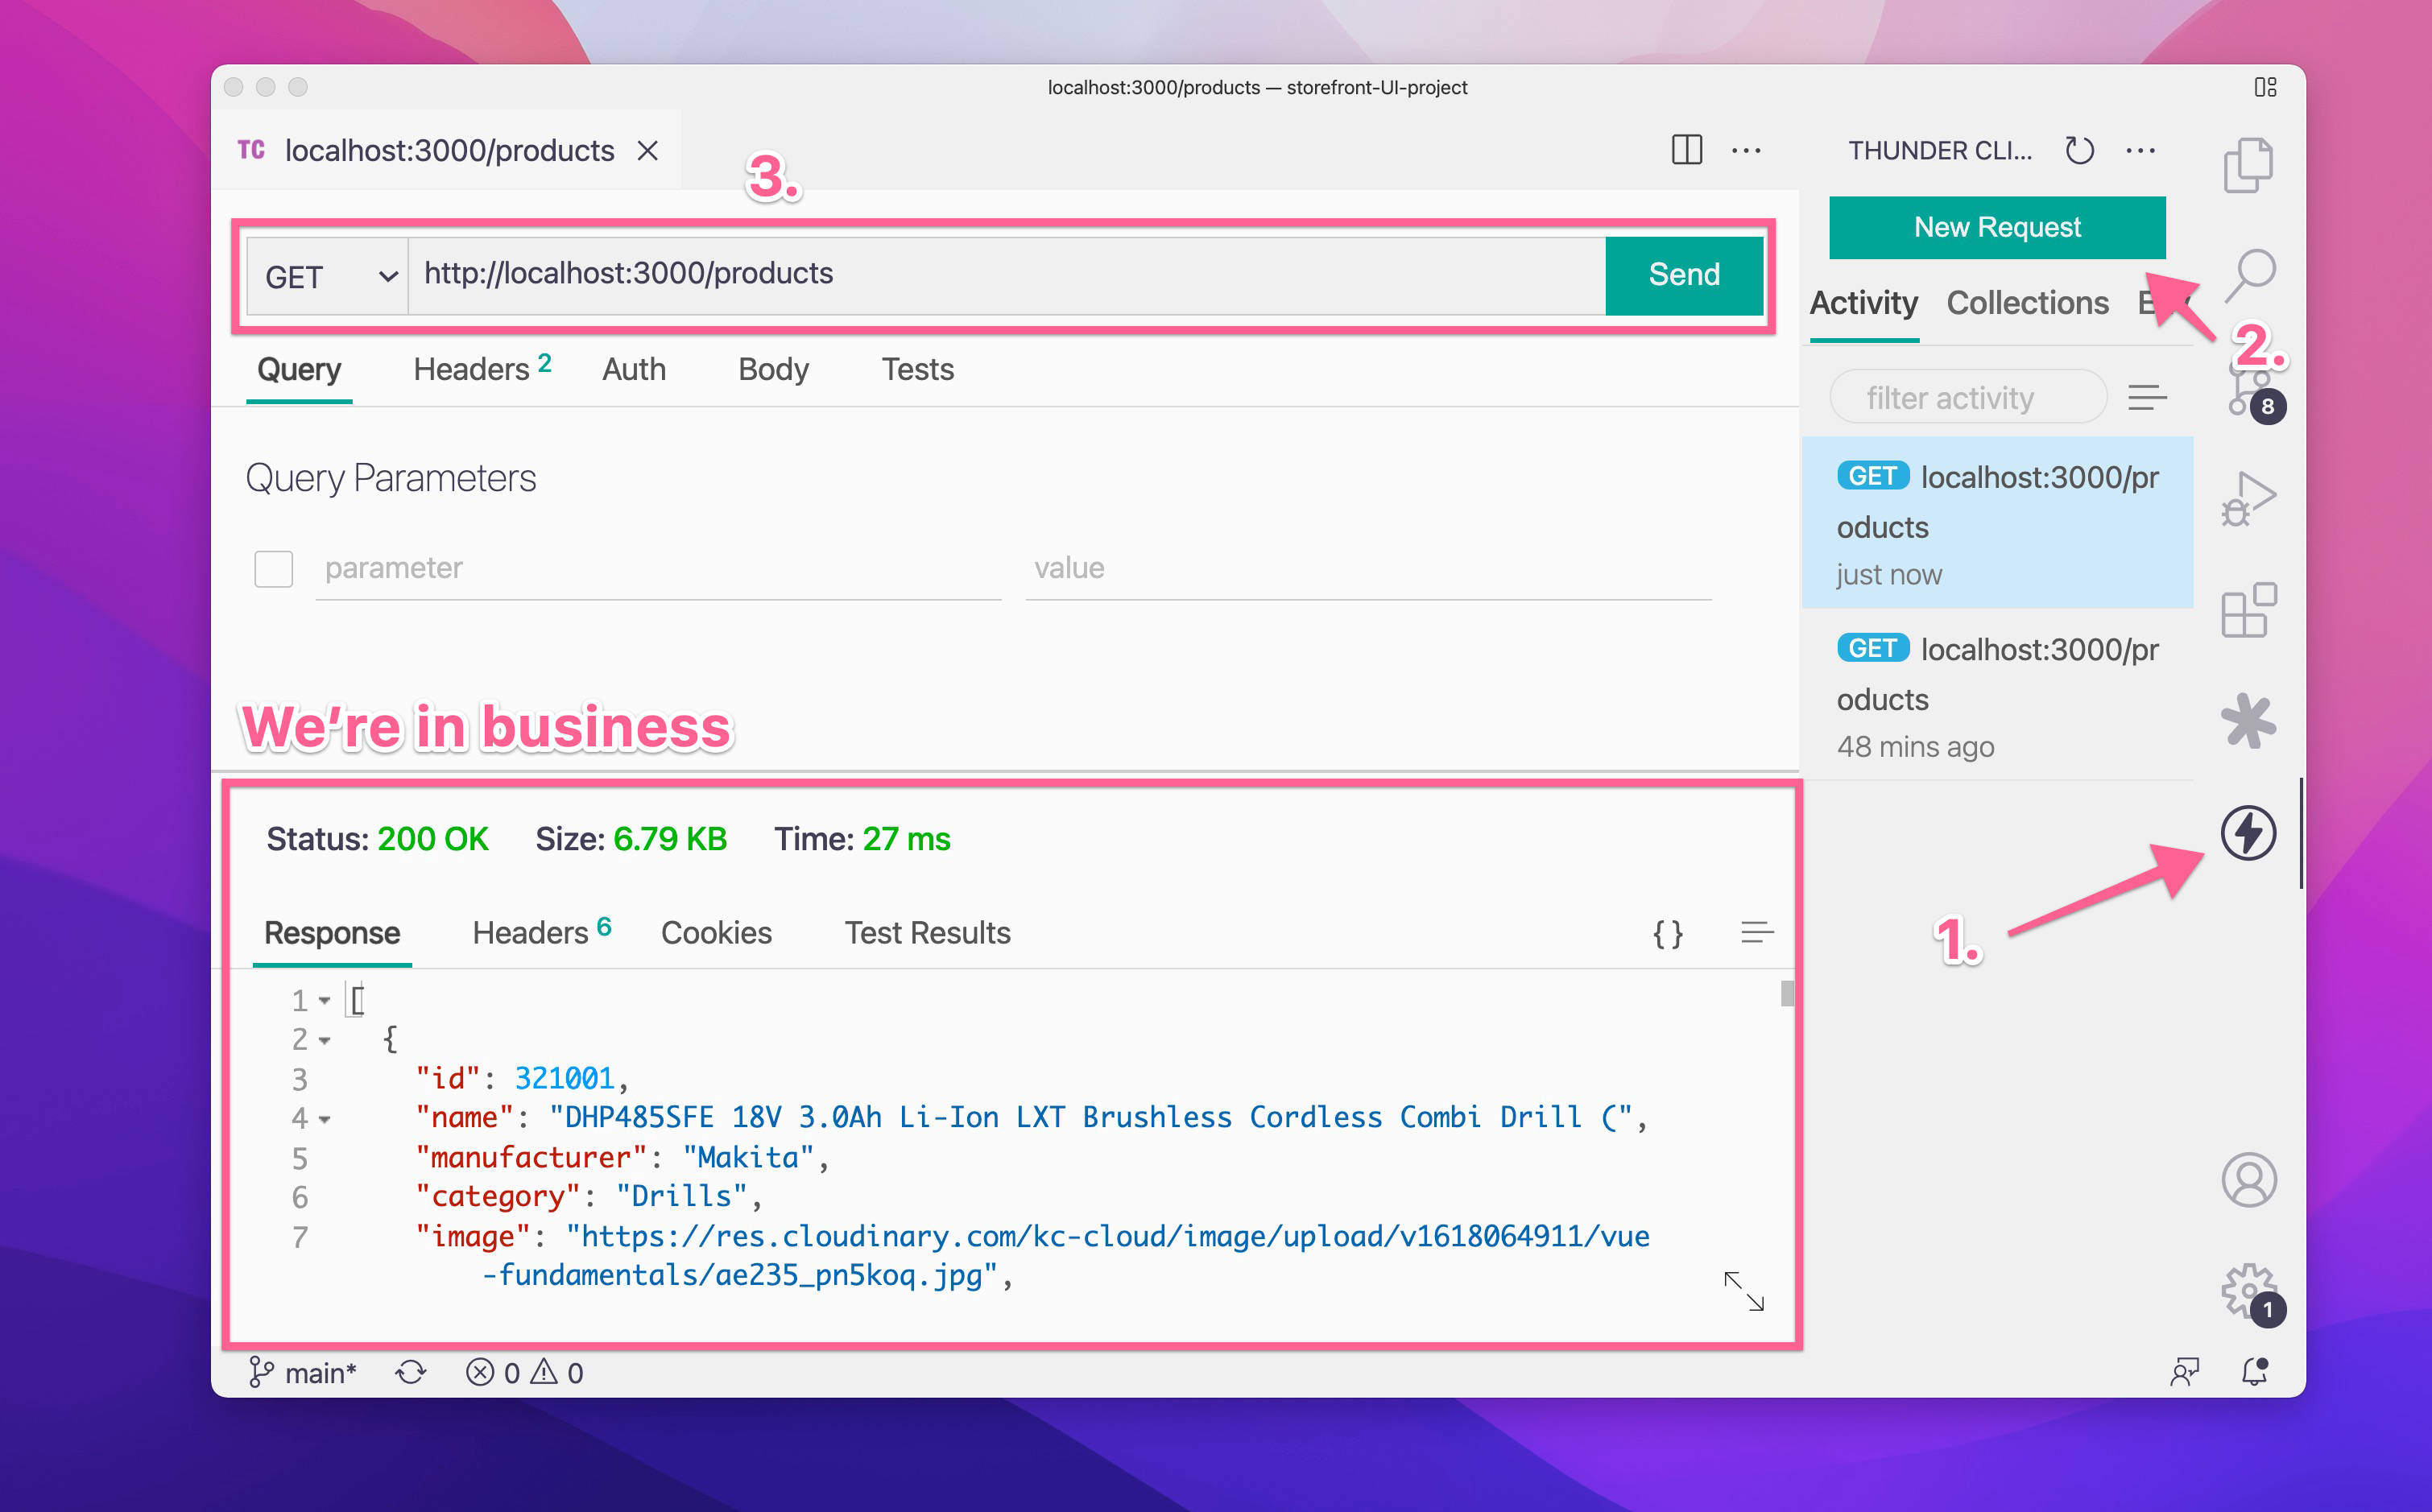 localhost:3000/products — storefront-UI-project
TC localhost:3000/products
3.
THUNDER CLI...
New Request
GET http://localhost:3000/products Send
2.
Activity Collections
Query Headers 2 Auth Body Tests
filter activity
8
Query Parameters
parameter value
GET localhost:3000/pr
oducts
just now
GET localhost:3000/pr
oducts
48 mins ago
We're in business
Status: 200 OK Size: 6.79 KB Time: 27 ms
1.
Response Headers 6 Cookies Test Results
{ }
1 [
2 {
3 "id": 321001,
4 "name": "DHP485SFE 18V 3.0Ah Li-Ion LXT Brushless Cordless Combi Drill (",
5 "manufacturer": "Makita",
6 "category": "Drills",
7 "image": "https://res.cloudinary.com/kc-cloud/image/upload/v1618064911/vue
-fundamentals/ae235_pn5koq.jpg",
1
main* 0 0